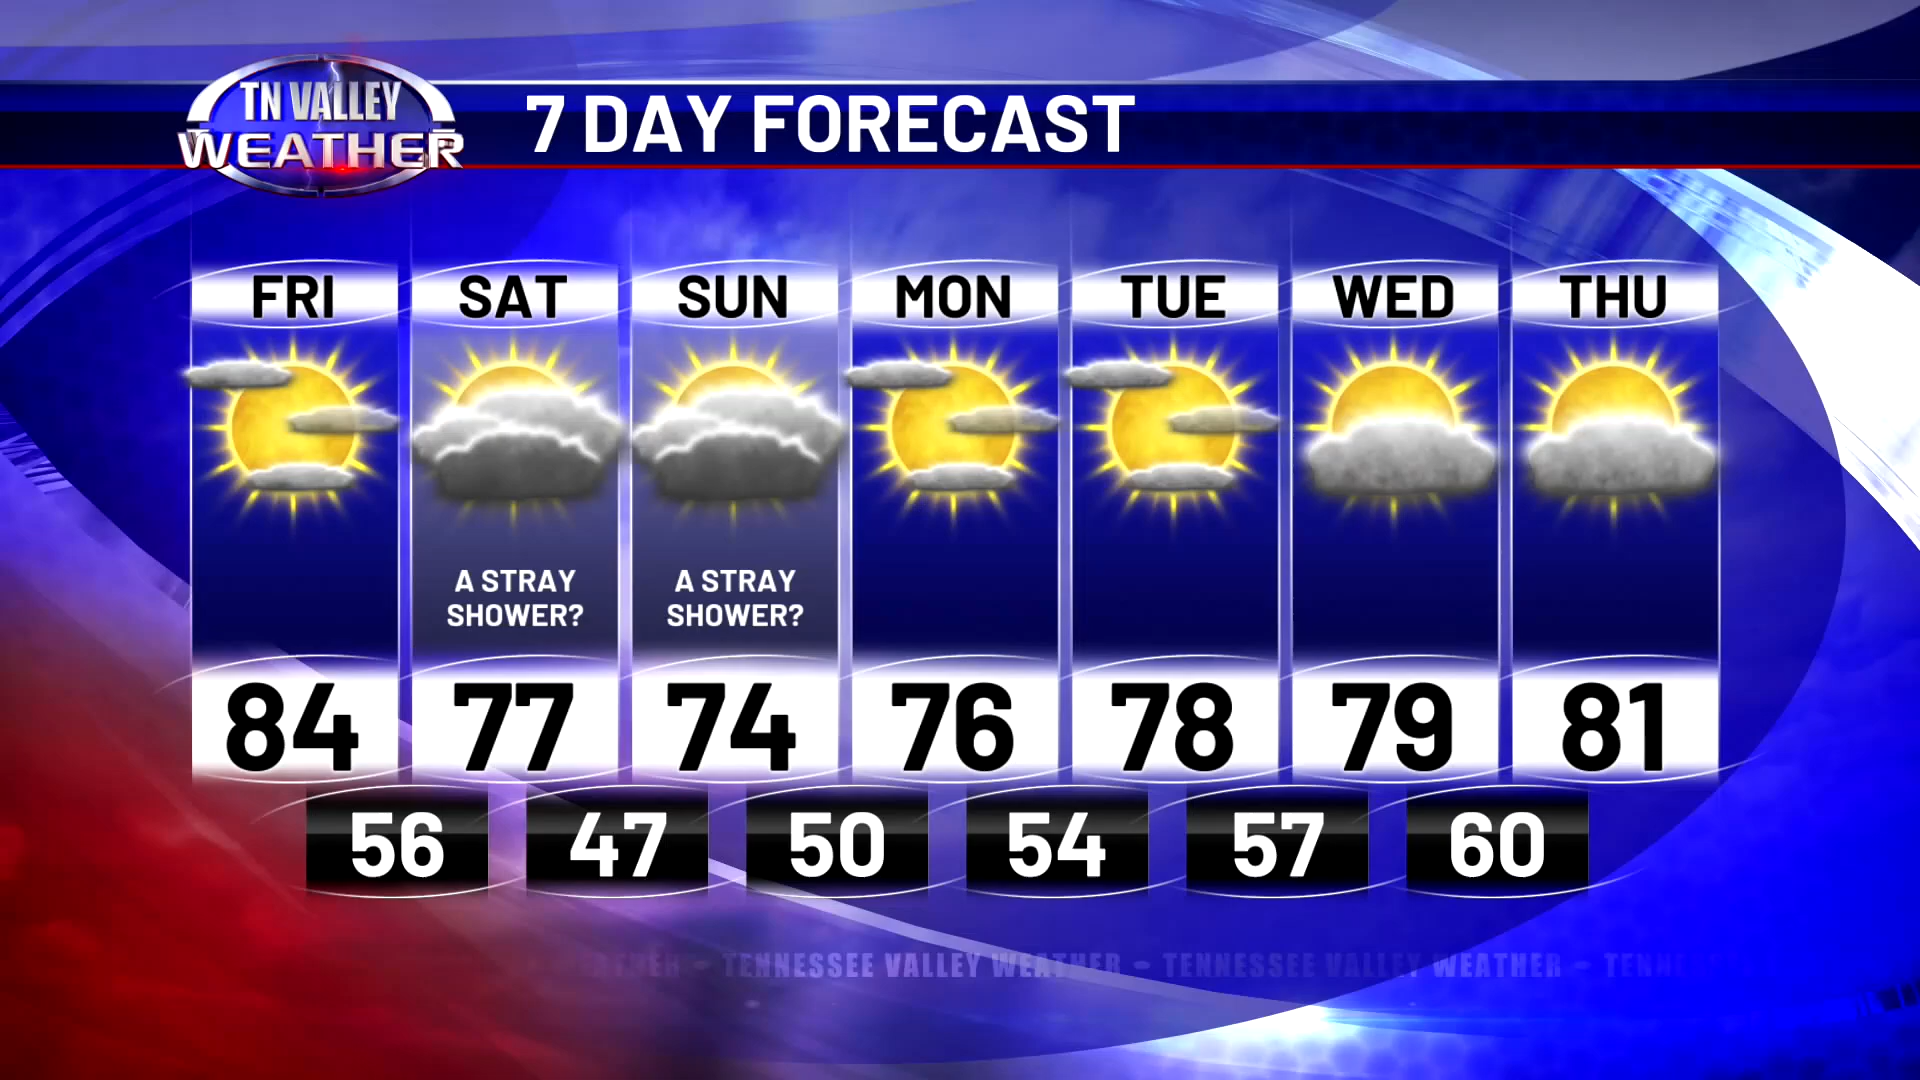 TN VALLEY
WEATHER
7 DAY FORECAST
FRI SAT SUN MON TUE WED THU
A STRAY A STRAY
SHOWER? SHOWER?
84 77 74 76 78 79 81
56 47 50 54 57 60
TENNESSEE VALLEY WEATHER - TENNESSEE VALLEY WEATHER -